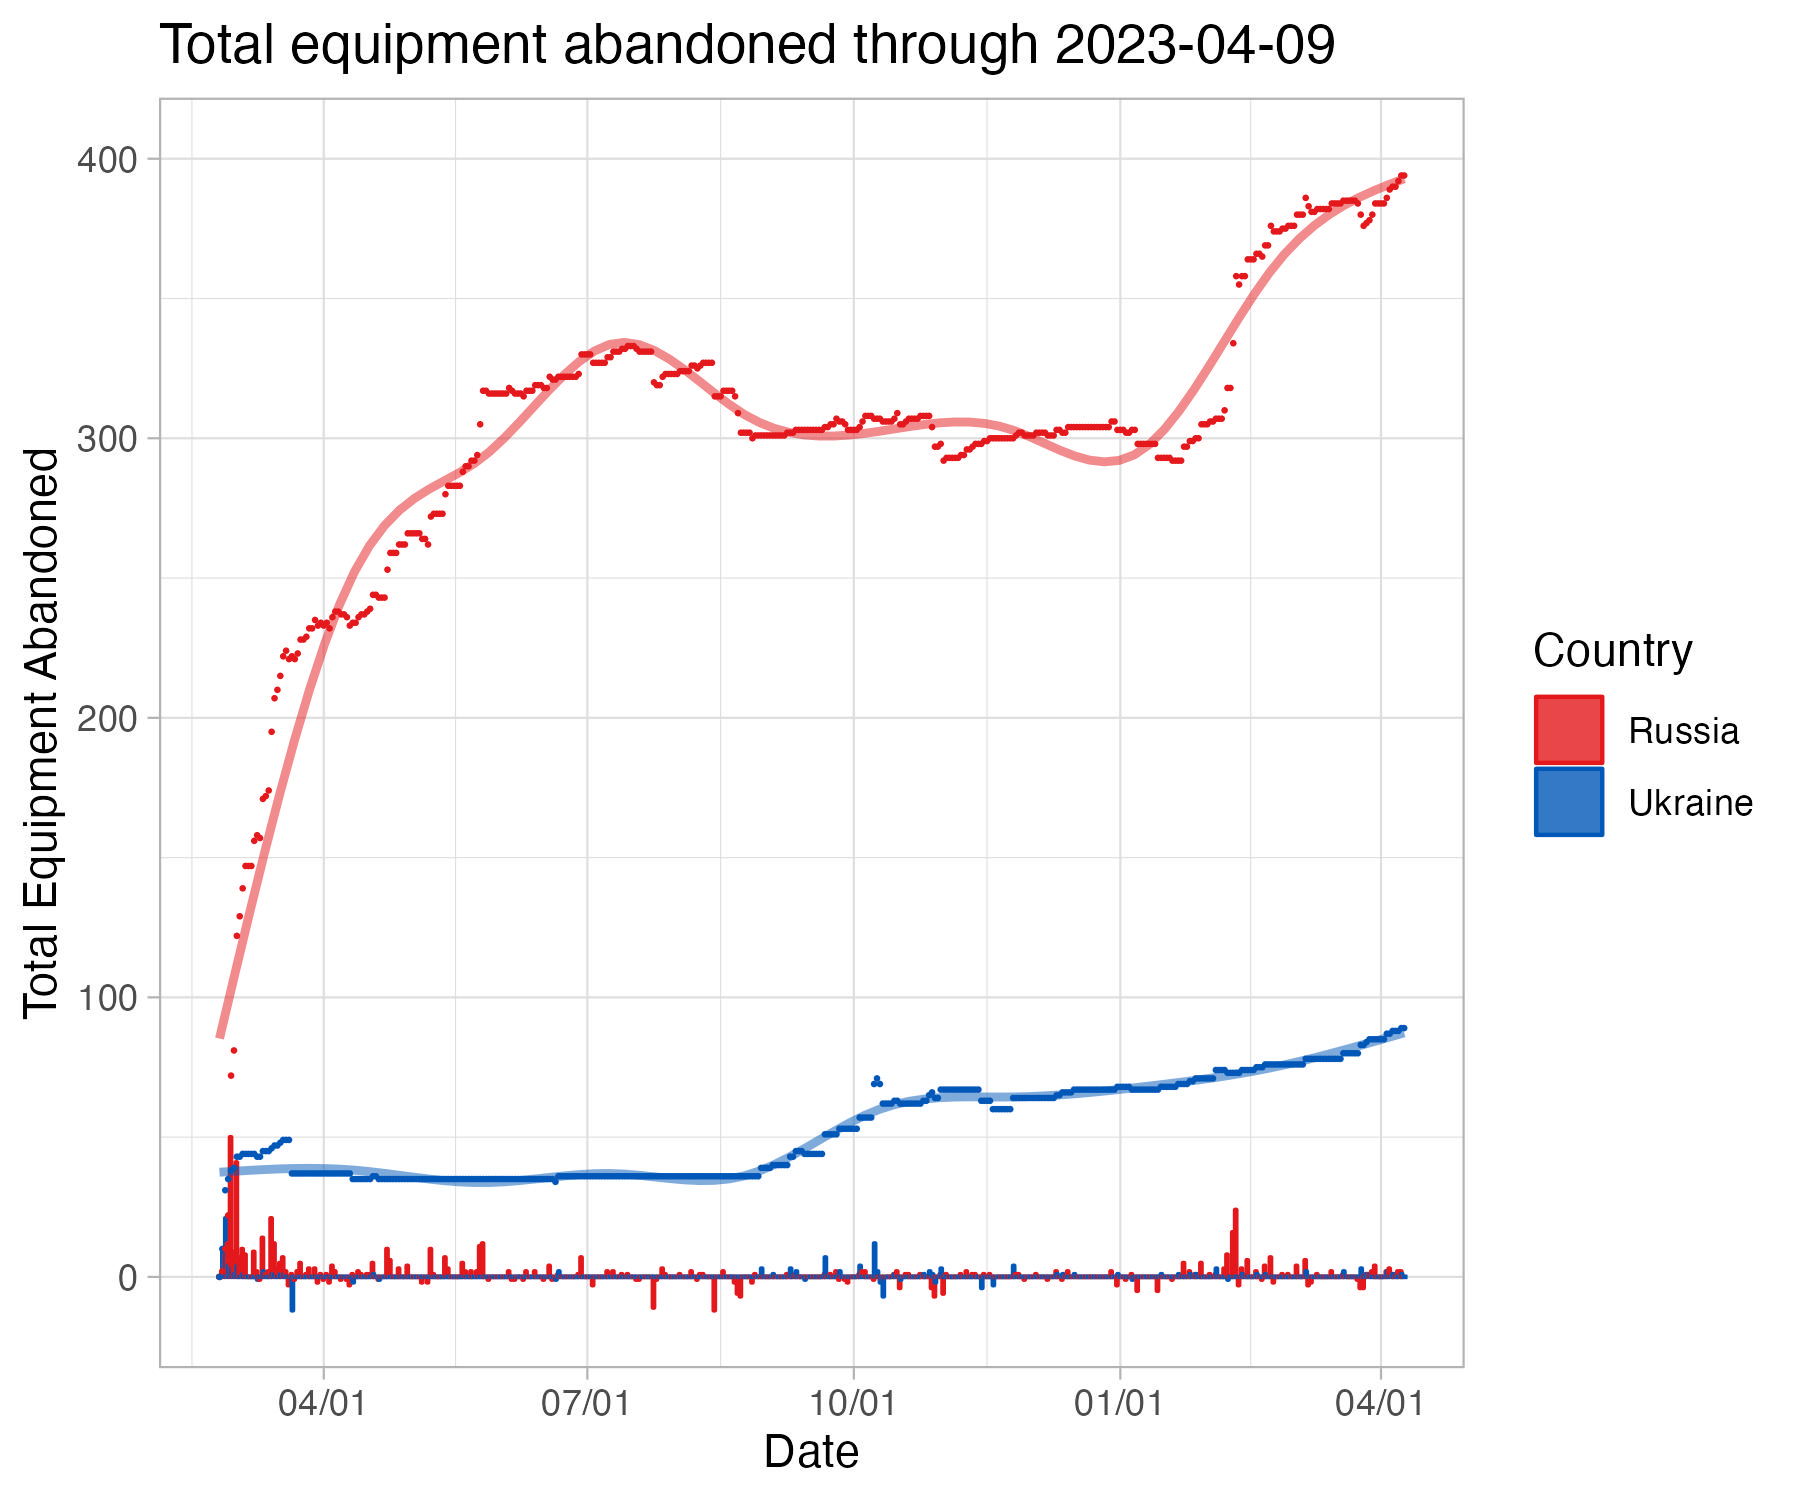 Total equipment abandoned through 2023-04-09
Total Equipment Abandoned
400
300
200
100
0
04/01
07/01
10/01
01/01
04/01
Date
Country
Russia
Ukraine